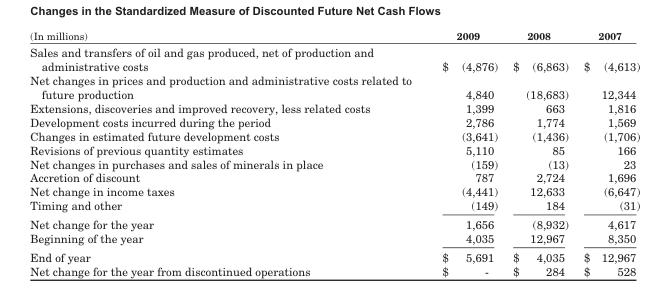 Changes in the Standardized Measure of Discounted Future Net Cash Flows
(In millions) 2009 2008 2007
Sales and transfers of oil and gas produced, net of production and
administrative costs $ (4,876) $ (6,863) $ (4,613)
Net changes in prices and production and administrative costs related to
future production 4,840 (18,683) 12,344
Extensions, discoveries and improved recovery, less related costs 1,399 663 1,816
Development costs incurred during the period 2,786 1,774 1,569
Changes in estimated future development costs (3,641) (1,436) (1,706)
Revisions of previous quantity estimates 5,110 85 166
Net changes in purchases and sales of minerals in place (159) (13) 23
Accretion of discount 787 2,724 1,696
Net change in income taxes (4,441) 12,633 (6,647)
Timing and other (149) 184 (31)
Net change for the year 1,656 (8,932) 4,617
Beginning of the year 4,035 12,967 8,350
End of year $ 5,691 $ 4,035 $ 12,967
Net change for the year from discontinued operations $ - $ 284 $ 528